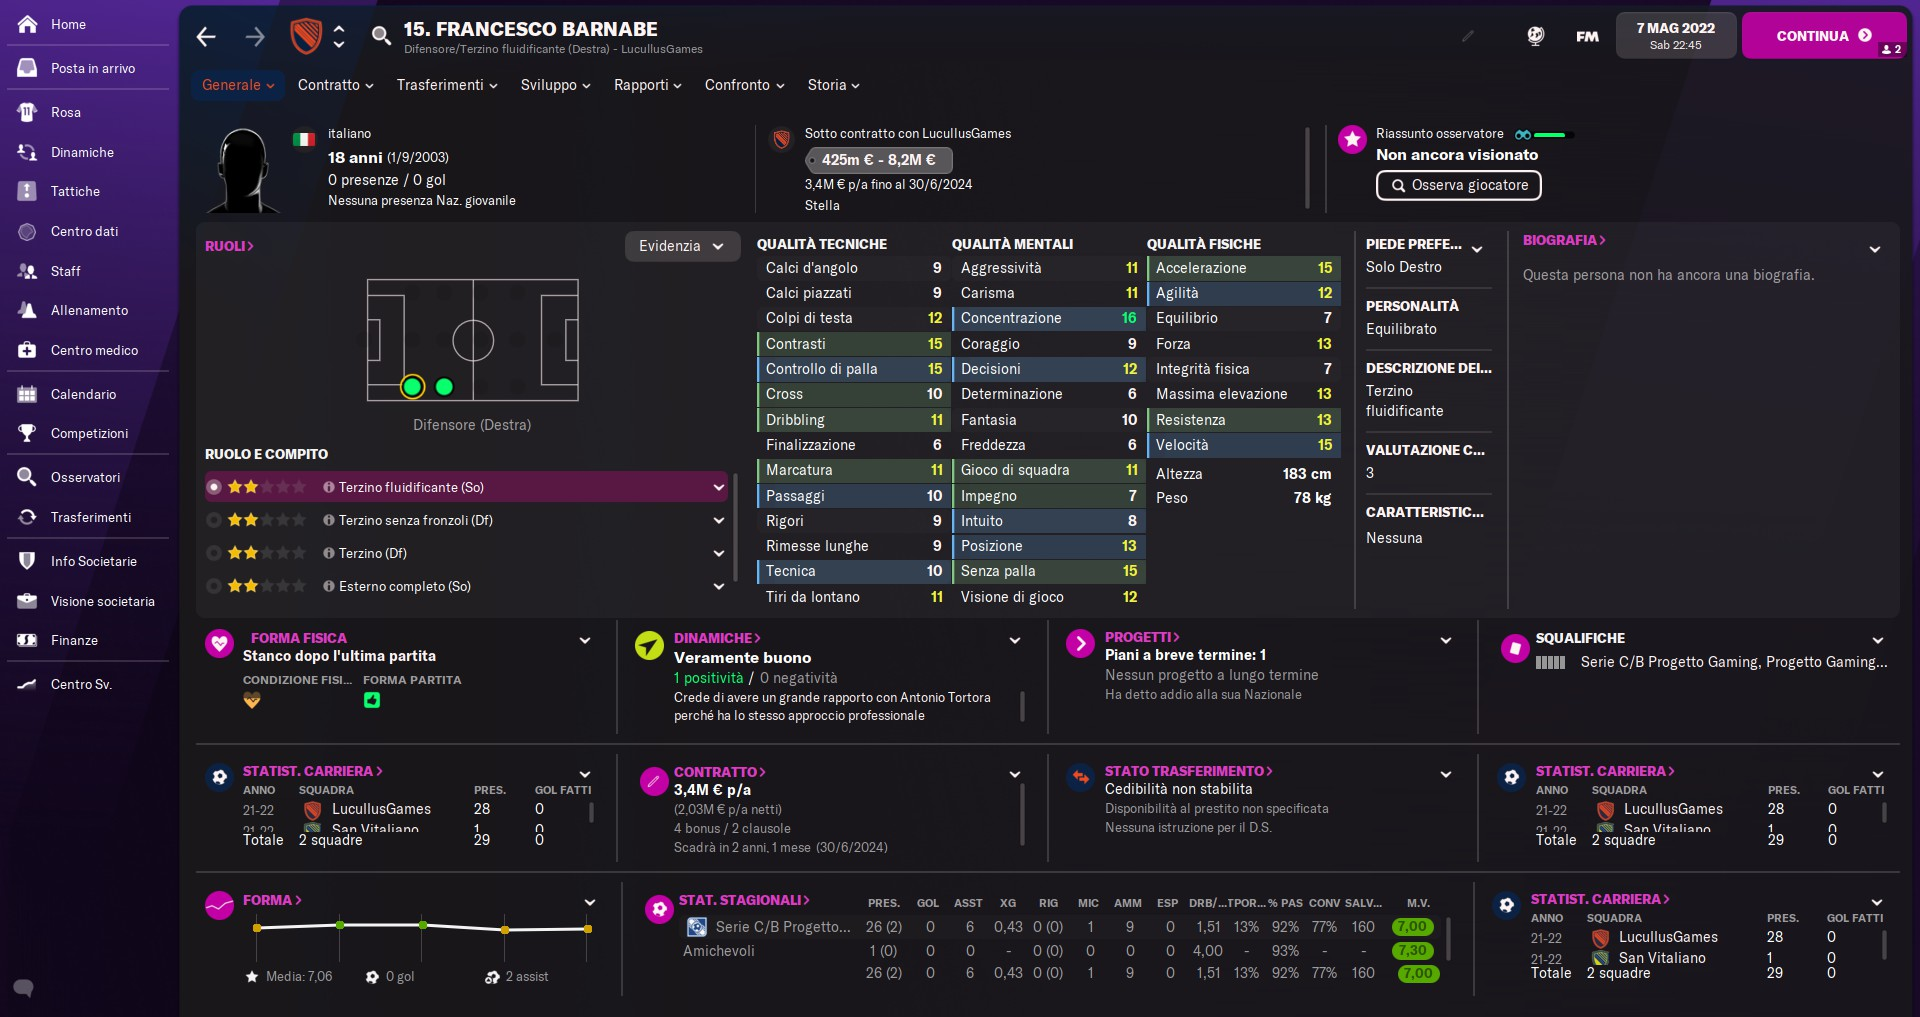 Home
Posta in arrivo
Rosa
Dinamiche
Tattiche
Centro dati
Staff
Allenamento
Centro medico
Calendario
Competizioni
Osservatori
Trasferimenti
Info Societarie
Visione societaria
Finanze
Centro Sv.
15. FRANCESCO BARNABE
Difensore/Terzino fluidificante (Destra) - LucullusGames
FM
7 MAG 2022
Sab 22:45
CONTINUA
2
Generale
Contratto
Trasferimenti
Sviluppo
Rapporti
Confronto
Storia
italiano
18 anni (1/9/2003)
0 presenze / 0 gol
Nessuna presenza Naz. giovanile
Sotto contratto con LucullusGames
425m € - 8,2M €
3,4M € p/a fino al 30/6/2024
Stella
Riassunto osservatore
Non ancora visionato
Osserva giocatore
RUOLI
Evidenzia
Difensore (Destra)
RUOLO E COMPITO
Terzino fluidificante (So)
Terzino senza fronzoli (Df)
Terzino (Df)
Esterno completo (So)
QUALITÀ TECNICHE
Calci d'angolo 9
Calci piazzati 9
Colpi di testa 12
Contrasti 15
Controllo di palla 15
Cross 10
Dribbling 11
Finalizzazione 6
Marcatura 11
Passaggi 10
Rigori 9
Rimesse lunghe 9
Tecnica 10
Tiri da lontano 11
QUALITÀ MENTALI
Aggressività 11
Carisma 11
Concentrazione 16
Coraggio 9
Decisioni 12
Determinazione 6
Fantasia 10
Freddezza 6
Gioco di squadra 11
Impegno 7
Intuito 8
Posizione 13
Senza palla 15
Visione di gioco 12
QUALITÀ FISICHE
Accelerazione 15
Agilità 12
Equilibrio 7
Forza 13
Integrità fisica 7
Massima elevazione 13
Resistenza 13
Velocità 15
Altezza 183 cm
Peso 78 kg
PIEDE PREFE...
Solo Destro
PERSONALITÀ
Equilibrato
DESCRIZIONE DEI...
Terzino
fluidificante
VALUTAZIONE C...
3
CARATTERISTIC...
Nessuna
BIOGRAFIA
Questa persona non ha ancora una biografia.
FORMA FISICA
Stanco dopo l'ultima partita
CONDIZIONE FISI... FORMA PARTITA
DINAMICHE
Veramente buono
1 positività / 0 negatività
Crede di avere un grande rapporto con Antonio Tortora
perché ha lo stesso approccio professionale
PROGETTI
Piani a breve termine: 1
Nessun progetto a lungo termine
Ha detto addio alla sua Nazionale
SQUALIFICHE
Serie C/B Progetto Gaming, Progetto Gaming...
STATIST. CARRIERA
ANNO SQUADRA PRES. GOL FATTI
21-22 LucullusGames 28 0
21-22 San Vitaliano 1 0
Totale 2 squadre 29 0
CONTRATTO
3,4M € p/a
(2,03M € p/a netti)
4 bonus / 2 clausole
Scadrà in 2 anni, 1 mese (30/6/2024)
STATO TRASFERIMENTO
Cedibilità non stabilita
Disponibilità al prestito non specificata
Nessuna istruzione per il D.S.
STATIST. CARRIERA
ANNO SQUADRA PRES. GOL FATTI
21-22 LucullusGames 28 0
21-22 San Vitaliano 1 0
Totale 2 squadre 29 0
FORMA
Media: 7,06 0 gol 2 assist
STAT. STAGIONALI PRES. GOL ASST XG RIG MIC AMM ESP DRB/... TPOR... % PAS CONV SALV... M.V.
Serie C/B Progetto... 26 (2) 0 6 0,43 0 (0) 1 9 0 1,51 13% 92% 77% 160 7,00
Amichevoli 1 (0) 0 0 - 0 (0) 0 0 0 4,00 - 93% - - 7,30
26 (2) 0 6 0,43 0 (0) 1 9 0 1,51 13% 92% 77% 160 7,00
STATIST. CARRIERA
ANNO SQUADRA PRES. GOL FATTI
21-22 LucullusGames 28 0
21-22 San Vitaliano 1 0
Totale 2 squadre 29 0